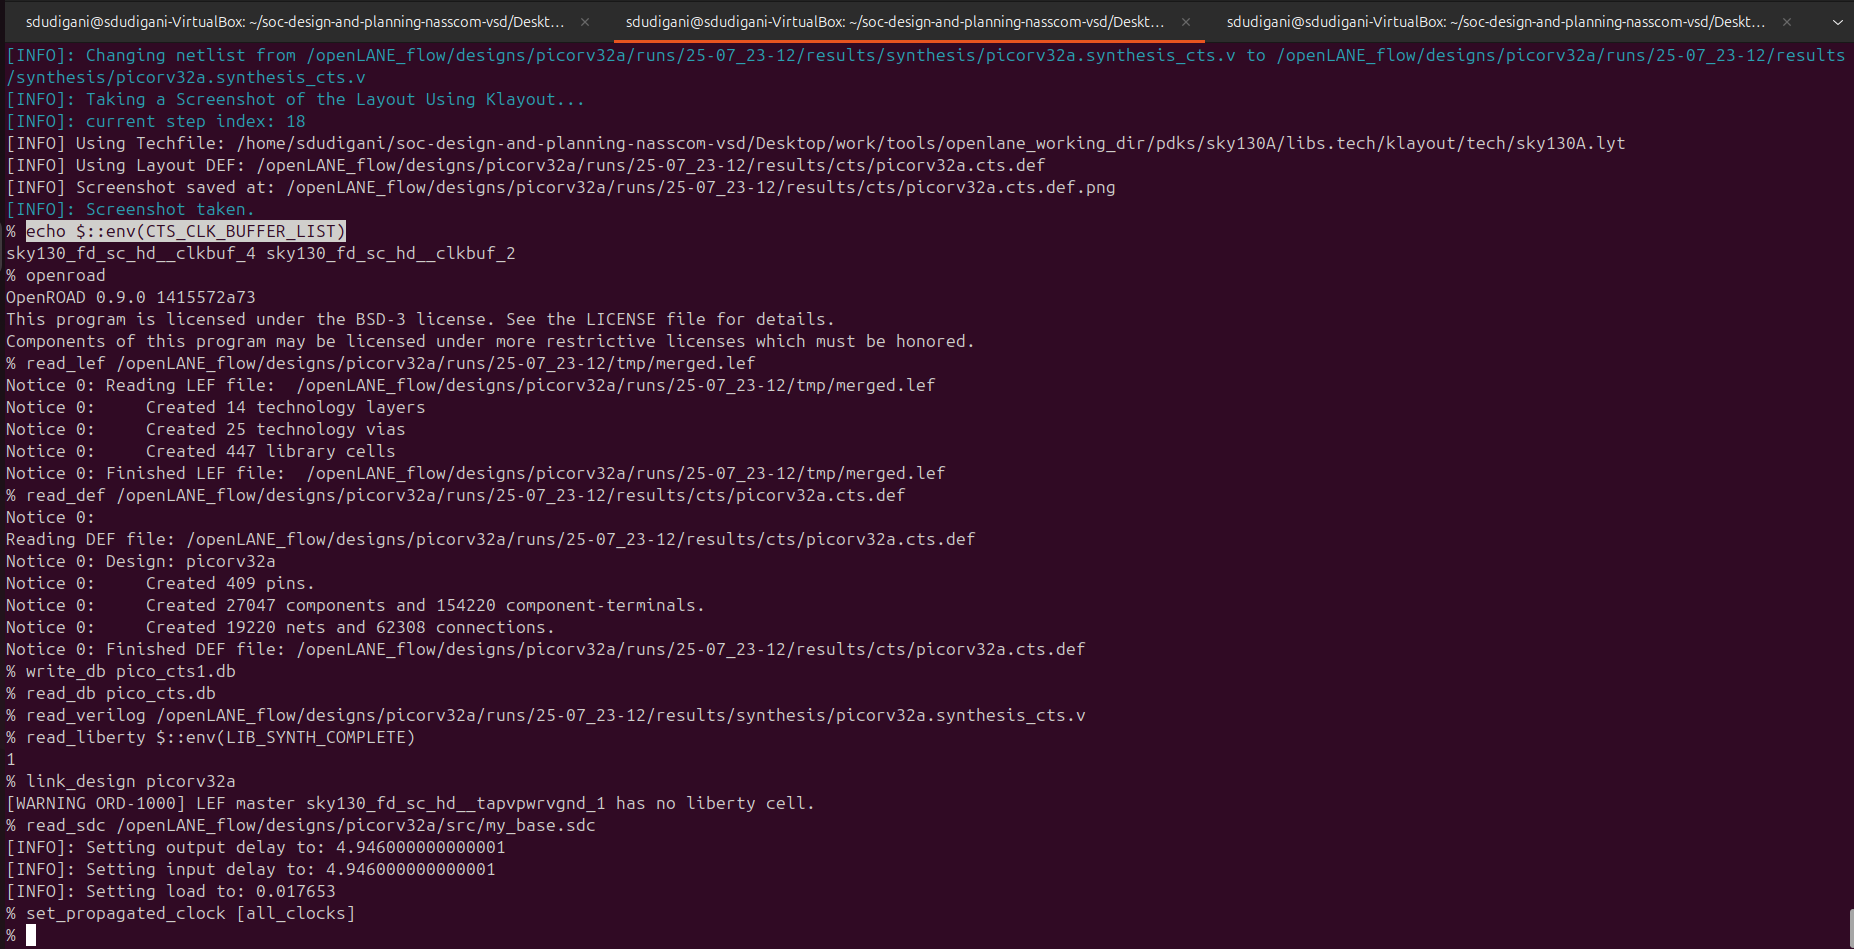 sdudigani@sdudigani-VirtualBox: ~/soc-design-and-planning-nasscom-vsd/Deskt... × sdudigani@sdudigani-VirtualBox: ~/soc-design-and-planning-nasscom-vsd/Deskt... × sdudigani@sdudigani-VirtualBox: ~/soc-design-and-planning-nasscom-vsd/Deskt... ×
[INFO]: Changing netlist from /openLANE_flow/designs/picorv32a/runs/25-07_23-12/results/synthesis/picorv32a.synthesis_cts.v to /openLANE_flow/designs/picorv32a/runs/25-07_23-12/results
/synthesis/picorv32a.synthesis_cts.v
[INFO]: Taking a Screenshot of the Layout Using Klayout...
[INFO]: current step index: 18
[INFO] Using Techfile: /home/sdudigani/soc-design-and-planning-nasscom-vsd/Desktop/work/tools/openlane_working_dir/pdks/sky130A/libs.tech/klayout/tech/sky130A.lyt
[INFO] Using Layout DEF: /openLANE_flow/designs/picorv32a/runs/25-07_23-12/results/cts/picorv32a.cts.def
[INFO] Screenshot saved at: /openLANE_flow/designs/picorv32a/runs/25-07_23-12/results/cts/picorv32a.cts.def.png
[INFO]: Screenshot taken.
% echo $::env(CTS_CLK_BUFFER_LIST)
sky130_fd_sc_hd__clkbuf_4 sky130_fd_sc_hd__clkbuf_2
% openroad
OpenROAD 0.9.0 1415572a73
This program is licensed under the BSD-3 license. See the LICENSE file for details.
Components of this program may be licensed under more restrictive licenses which must be honored.
% read_lef /openLANE_flow/designs/picorv32a/runs/25-07_23-12/tmp/merged.lef
Notice 0: Reading LEF file:  /openLANE_flow/designs/picorv32a/runs/25-07_23-12/tmp/merged.lef
Notice 0:     Created 14 technology layers
Notice 0:     Created 25 technology vias
Notice 0:     Created 447 library cells
Notice 0: Finished LEF file:  /openLANE_flow/designs/picorv32a/runs/25-07_23-12/tmp/merged.lef
% read_def /openLANE_flow/designs/picorv32a/runs/25-07_23-12/results/cts/picorv32a.cts.def
Notice 0:
Reading DEF file: /openLANE_flow/designs/picorv32a/runs/25-07_23-12/results/cts/picorv32a.cts.def
Notice 0: Design: picorv32a
Notice 0:     Created 409 pins.
Notice 0:     Created 27047 components and 154220 component-terminals.
Notice 0:     Created 19220 nets and 62308 connections.
Notice 0: Finished DEF file: /openLANE_flow/designs/picorv32a/runs/25-07_23-12/results/cts/picorv32a.cts.def
% write_db pico_cts1.db
% read_db pico_cts.db
% read_verilog /openLANE_flow/designs/picorv32a/runs/25-07_23-12/results/synthesis/picorv32a.synthesis_cts.v
% read_liberty $::env(LIB_SYNTH_COMPLETE)
1
% link_design picorv32a
[WARNING ORD-1000] LEF master sky130_fd_sc_hd__tapvpwrvgnd_1 has no liberty cell.
% read_sdc /openLANE_flow/designs/picorv32a/src/my_base.sdc
[INFO]: Setting output delay to: 4.946000000000001
[INFO]: Setting input delay to: 4.946000000000001
[INFO]: Setting load to: 0.017653
% set_propagated_clock [all_clocks]
%